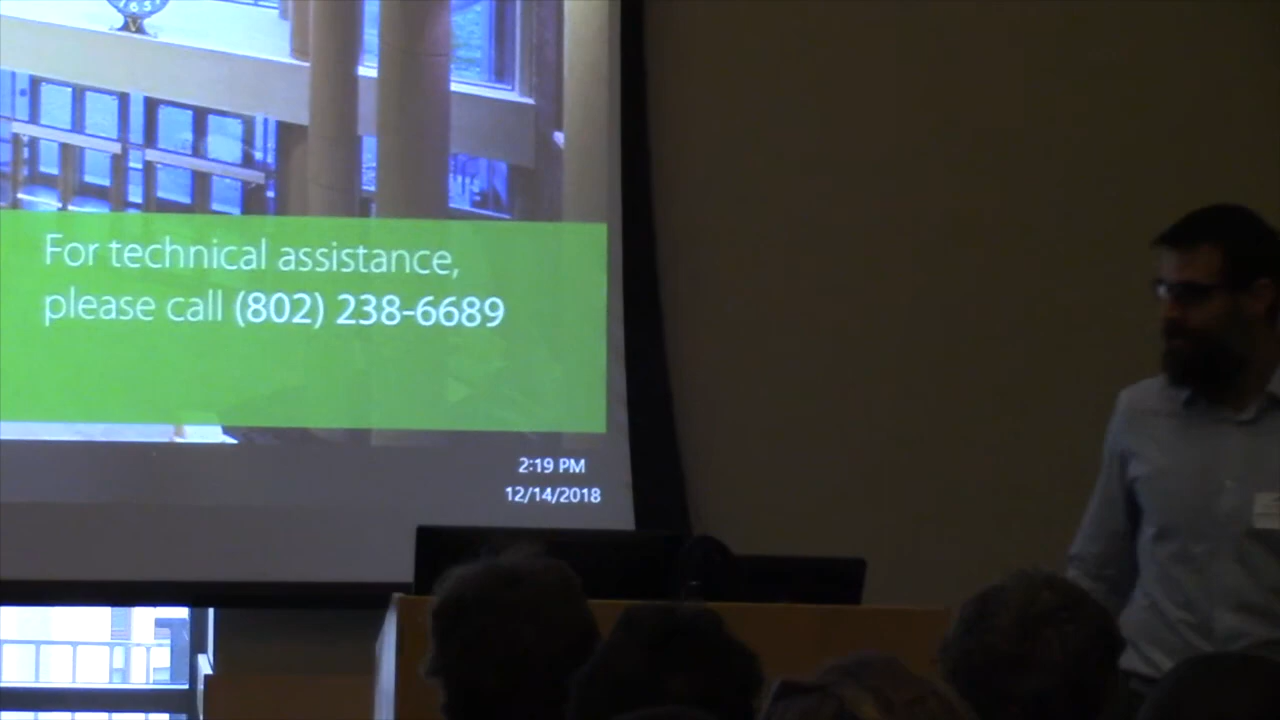 For technical assistance,
please call (802) 238-6689
2:19 PM
12/14/2018